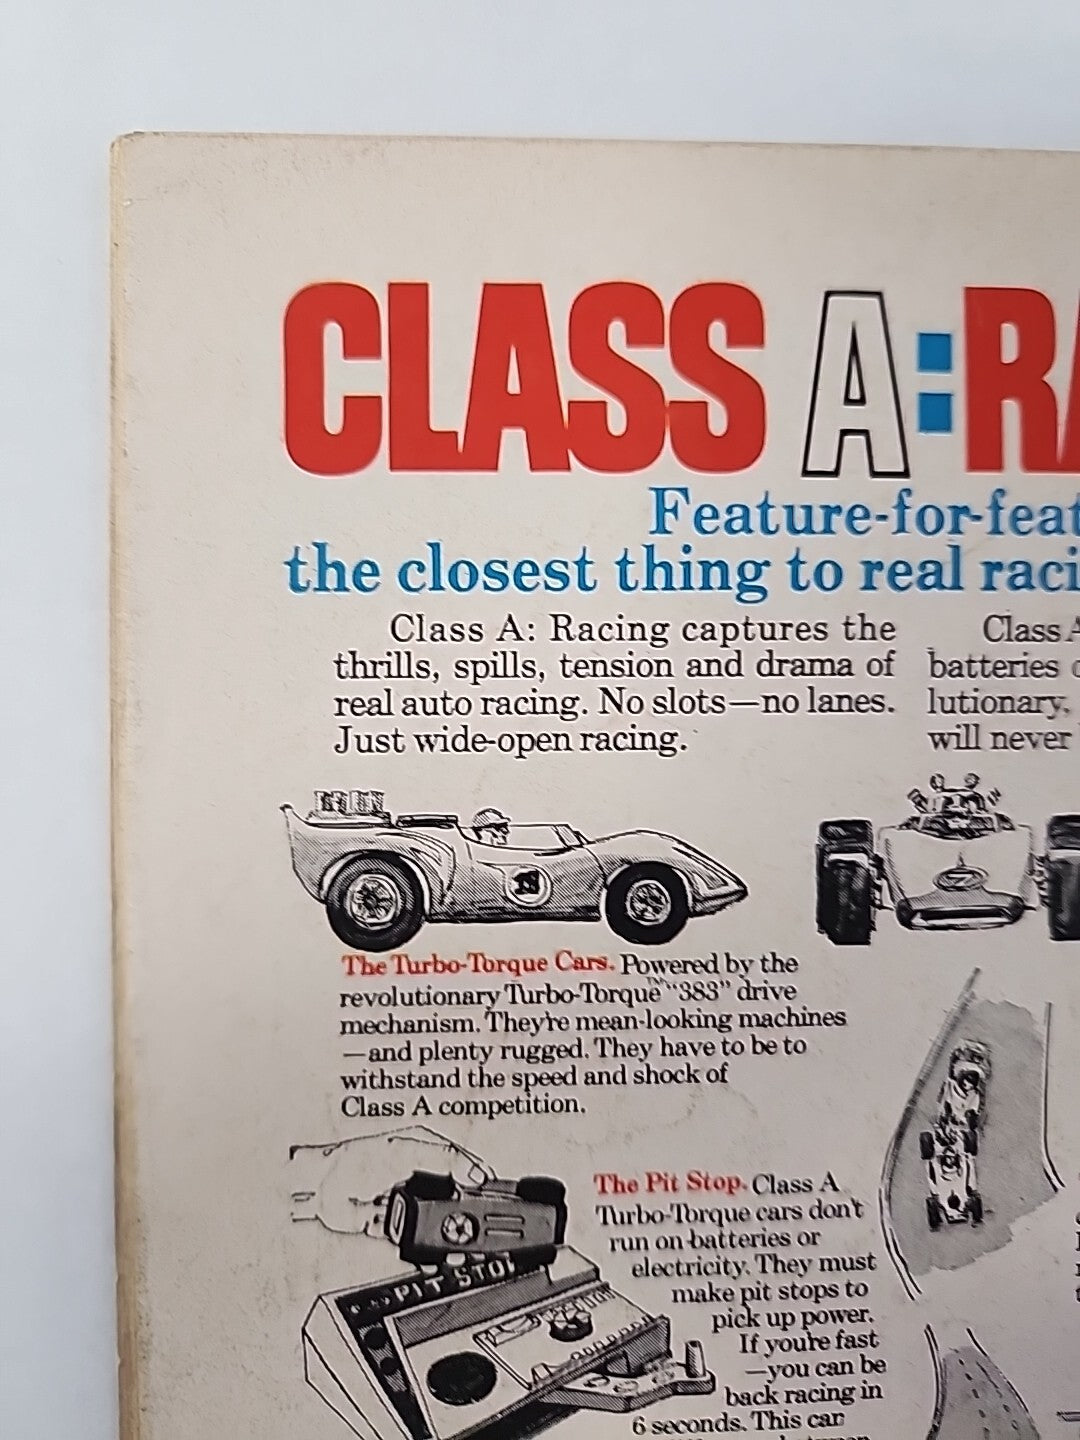 CLASS A: RA
Feature-for-feat
the closest thing to real raci
Class A: Racing captures the
thrills, spills, tension and drama of
real auto racing. No slots—no lanes.
Just wide-open racing.
Class A
batteries
lutionary,
will never
The Turbo-Torque Cars. Powered by the
revolutionary Turbo-Torque™ "383" drive
mechanism. They're mean-looking machines
—and plenty rugged. They have to be to
withstand the speed and shock of
Class A competition.
PIT STOP
The Pit Stop. Class A
Turbo-Torque cars don't
run on batteries or
electricity. They must
make pit stops to
pick up power.
If you're fast
—you can be
back racing in
6 seconds. This can